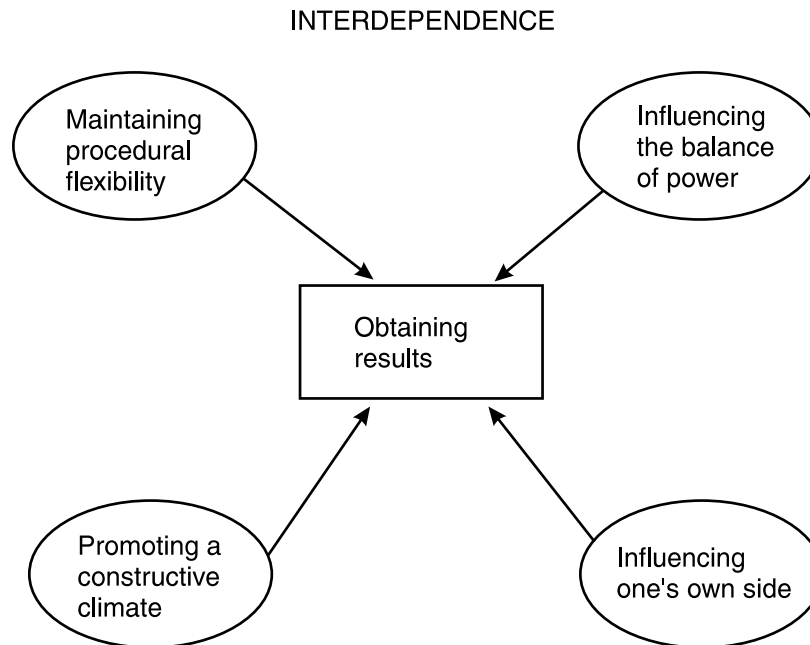 INTERDEPENDENCE
Maintaining
procedural
flexibility
Influencing
the balance
of power
Obtaining
results
Promoting a
constructive
climate
Influencing
one's own side